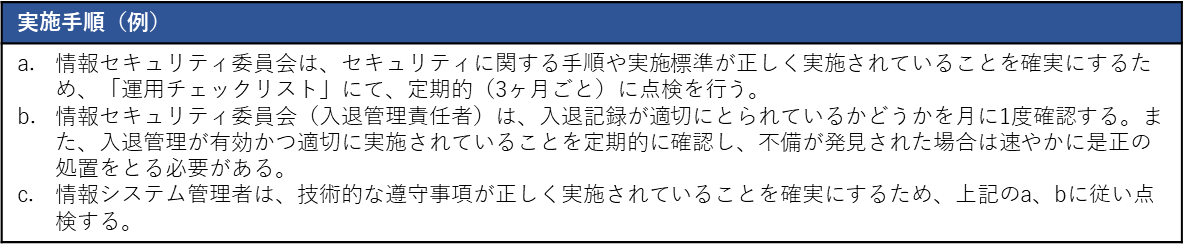 実施手順（例）
a. 情報セキュリティ委員会は、セキュリティに関する手順や実施標準が正しく実施されていることを確実にするた
め、「運用チェックリスト」にて、定期的（3ヶ月ごと）に点検を行う。
b. 情報セキュリティ委員会（入退管理責任者）は、入退記録が適切にとられているかどうかを月に1度確認する。ま
た、入退管理が有効かつ適切に実施されていることを定期的に確認し、不備が発見された場合は速やかに是正の
処置をとる必要がある。
c. 情報システム管理者は、技術的な遵守事項が正しく実施されていることを確実にするため、上記のa、bに従い点
検する。